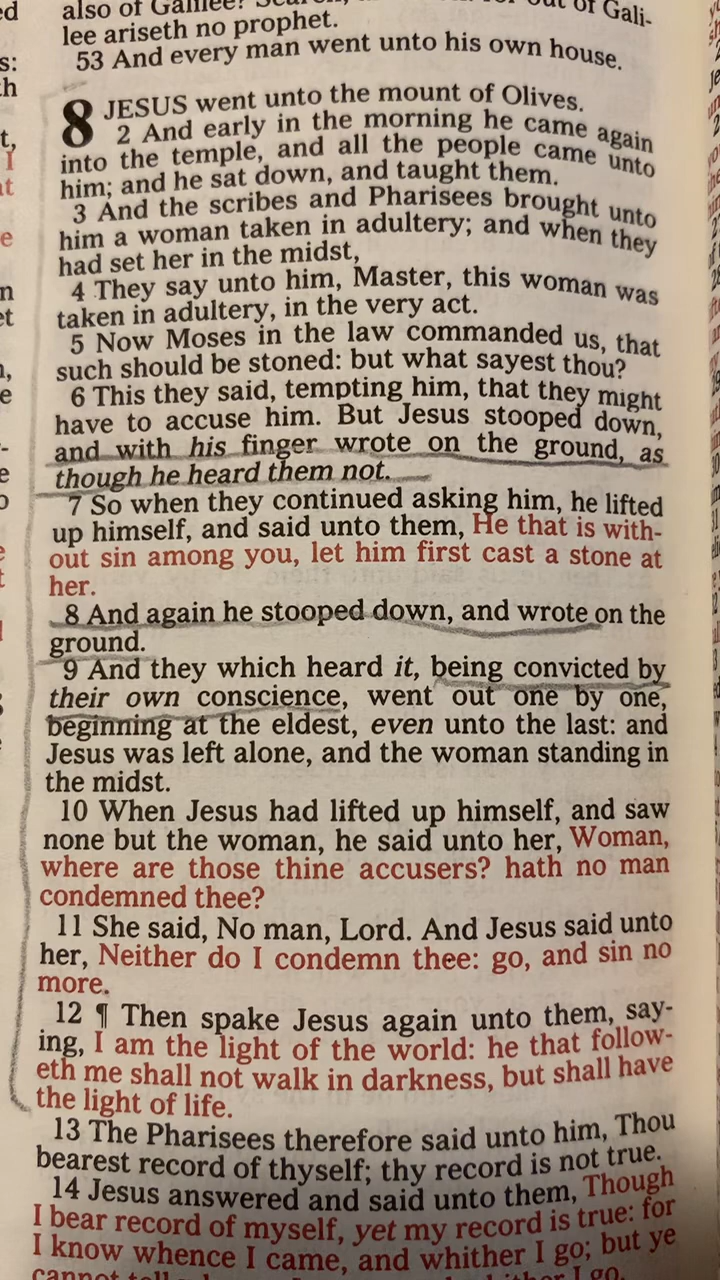 also of Galilee?
lee ariseth no prophet.
53 And every man went unto his own house.
8 JESUS went unto the mount of Olives.
2 And early in the morning he came again
into the temple, and all the people came unto
him; and he sat down, and taught them.
3 And the scribes and Pharisees brought unto
him a woman taken in adultery; and when they
had set her in the midst,
4 They say unto him, Master, this woman was
taken in adultery, in the very act.
5 Now Moses in the law commanded us, that
such should be stoned: but what sayest thou?
6 This they said, tempting him, that they might
have to accuse him. But Jesus stooped down,
and with his finger wrote on the ground, as
though he heard them not.
7 So when they continued asking him, he lifted
up himself, and said unto them, He that is with-
out sin among you, let him first cast a stone at
her.
8 And again he stooped down, and wrote on the
ground.
9 And they which heard it, being convicted by
their own conscience, went out one by one,
beginning at the eldest, even unto the last: and
Jesus was left alone, and the woman standing in
the midst.
10 When Jesus had lifted up himself, and saw
none but the woman, he said unto her, Woman,
where are those thine accusers? hath no man
condemned thee?
11 She said, No man, Lord. And Jesus said unto
her, Neither do I condemn thee: go, and sin no
more.
12 ¶ Then spake Jesus again unto them, say-
ing, I am the light of the world: he that follow-
eth me shall not walk in darkness, but shall have
the light of life.
13 The Pharisees therefore said unto him, Thou
bearest record of thyself; thy record is not true.
14 Jesus answered and said unto them, Though
I bear record of myself, yet my record is true: for
I know whence I came, and whither I go; but ye